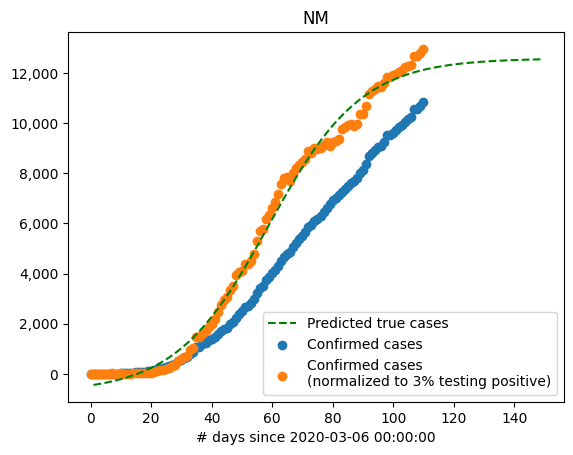 NM
12,000
10,000
8,000
6,000
4,000
2,000
0
Predicted true cases
Confirmed cases
Confirmed cases
(normalized to 3% testing positive)
0 20 40 60 80 100 120 140
# days since 2020-03-06 00:00:00